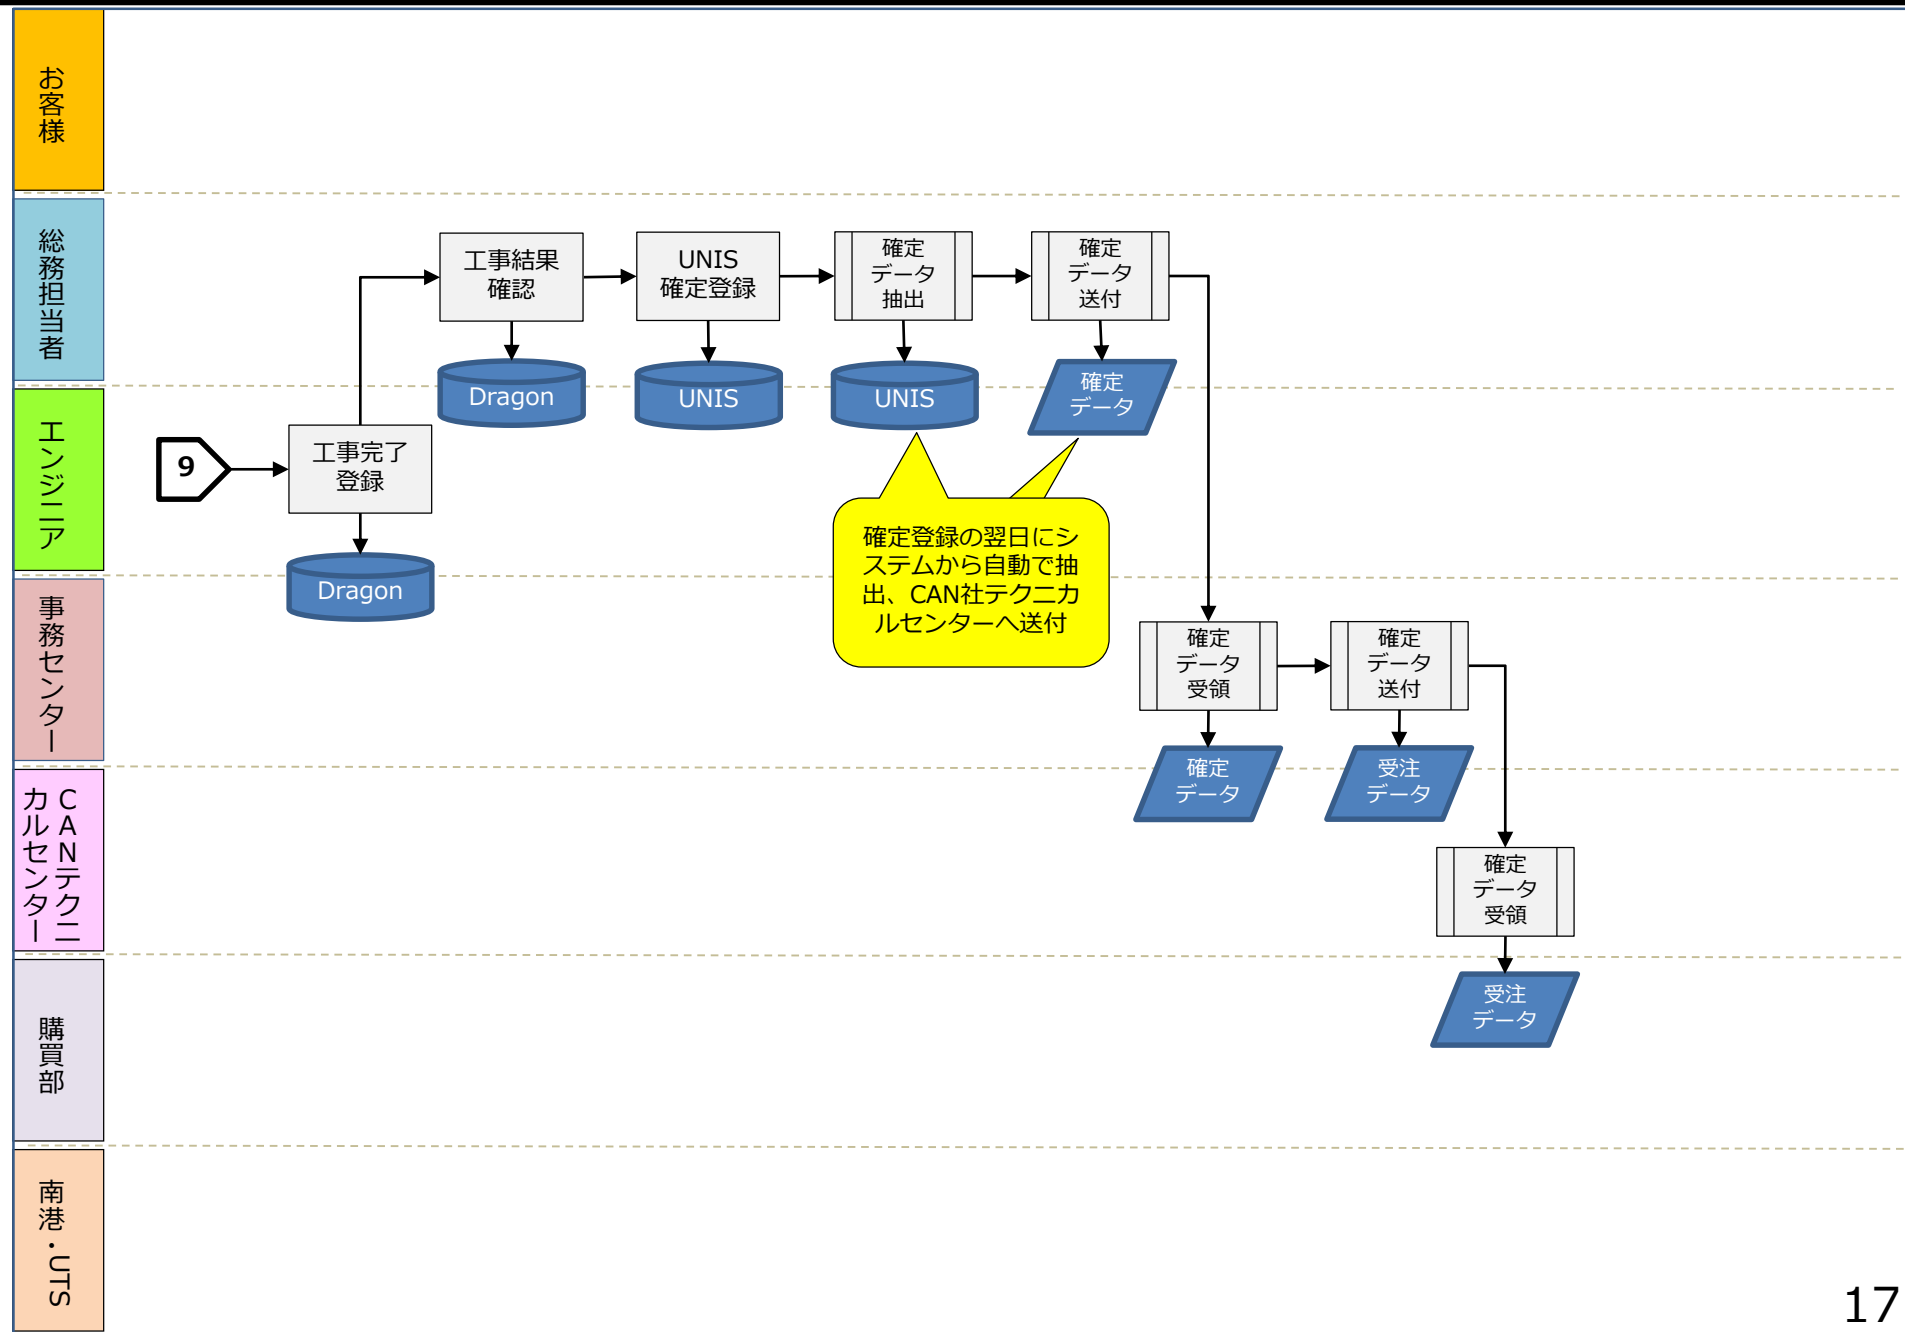 お客様
総務担当者
工事結果
確認
UNIS
確定登録
確定
データ
抽出
確定
データ
送付
Dragon
UNIS
UNIS
確定
データ
エンジニア
9
工事完了
登録
Dragon
確定登録の翌日にシ
ステムから自動で抽
出、CAN社テクニカ
ルセンターへ送付
事務センター
確定
データ
受領
確定
データ
送付
確定
データ
受注
データ
CANテクニ
カルセンター
確定
データ
受領
受注
データ
購買部
南港・UTS
17